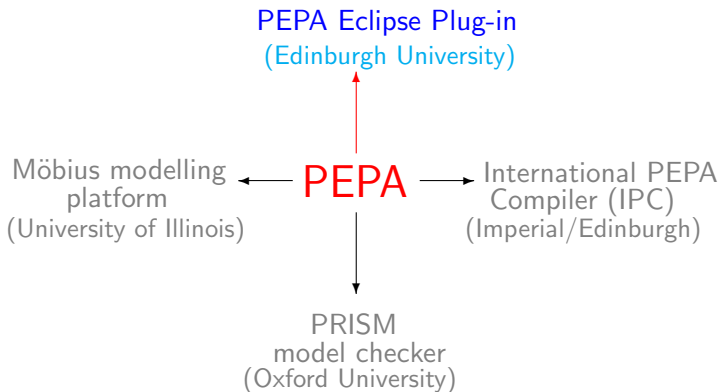 PEPA Eclipse Plug-in
(Edinburgh University)
Möbius modelling
platform
(University of Illinois)
PEPA
International PEPA
Compiler (IPC)
(Imperial/Edinburgh)
PRISM
model checker
(Oxford University)